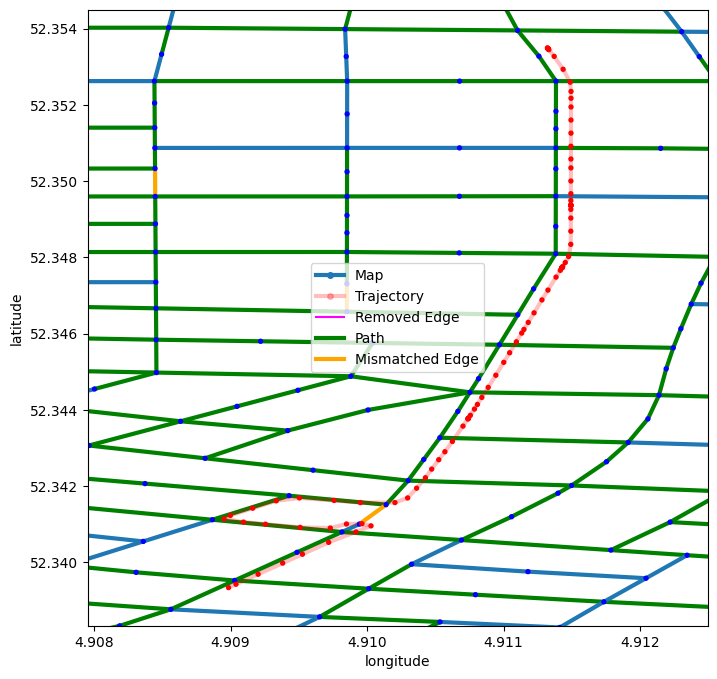 52.354
52.352
52.350
52.348
52.346
52.344
52.342
52.340
latitude
Map
Trajectory
Removed Edge
Path
Mismatched Edge
4.908 4.909 4.910 4.911 4.912
longitude